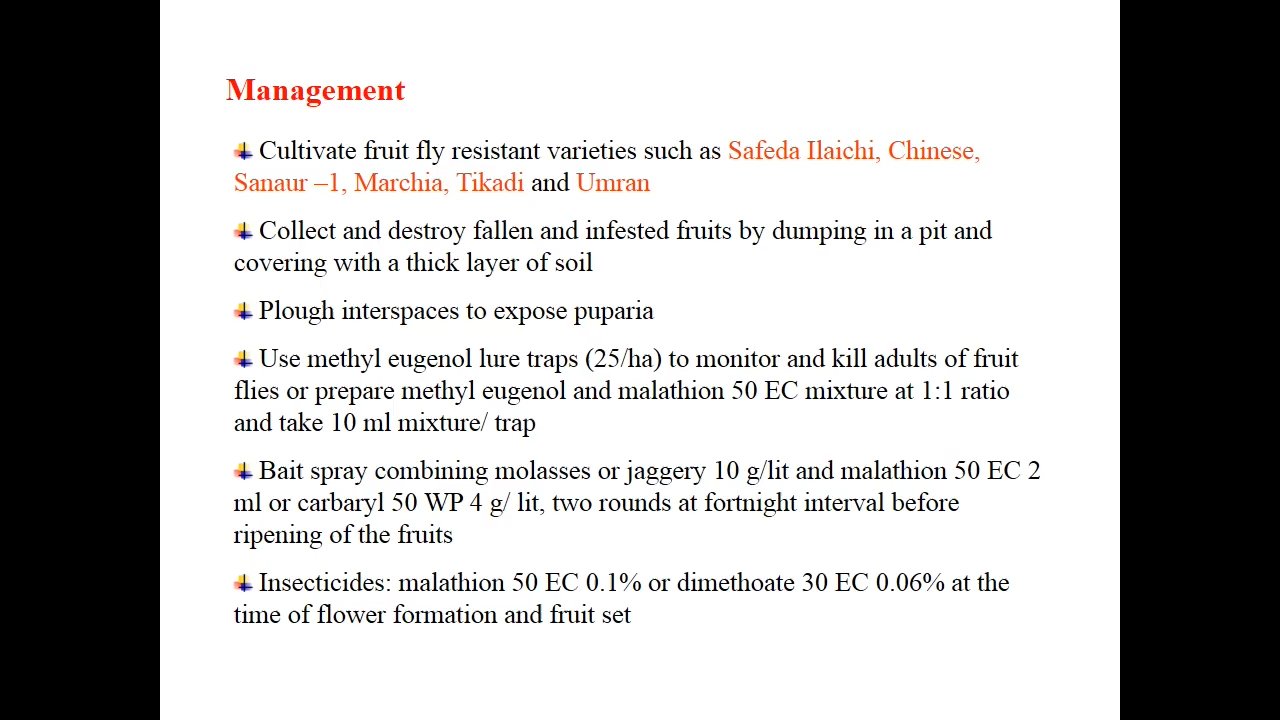 Management
Cultivate fruit fly resistant varieties such as Safeda Ilaichi, Chinese,
Sanaur –1, Marchia, Tikadi and Umran
Collect and destroy fallen and infested fruits by dumping in a pit and
covering with a thick layer of soil
Plough interspaces to expose puparia
Use methyl eugenol lure traps (25/ha) to monitor and kill adults of fruit
flies or prepare methyl eugenol and malathion 50 EC mixture at 1:1 ratio
and take 10 ml mixture/ trap
Bait spray combining molasses or jaggery 10 g/lit and malathion 50 EC 2
ml or carbaryl 50 WP 4 g/ lit, two rounds at fortnight interval before
ripening of the fruits
Insecticides: malathion 50 EC 0.1% or dimethoate 30 EC 0.06% at the
time of flower formation and fruit set